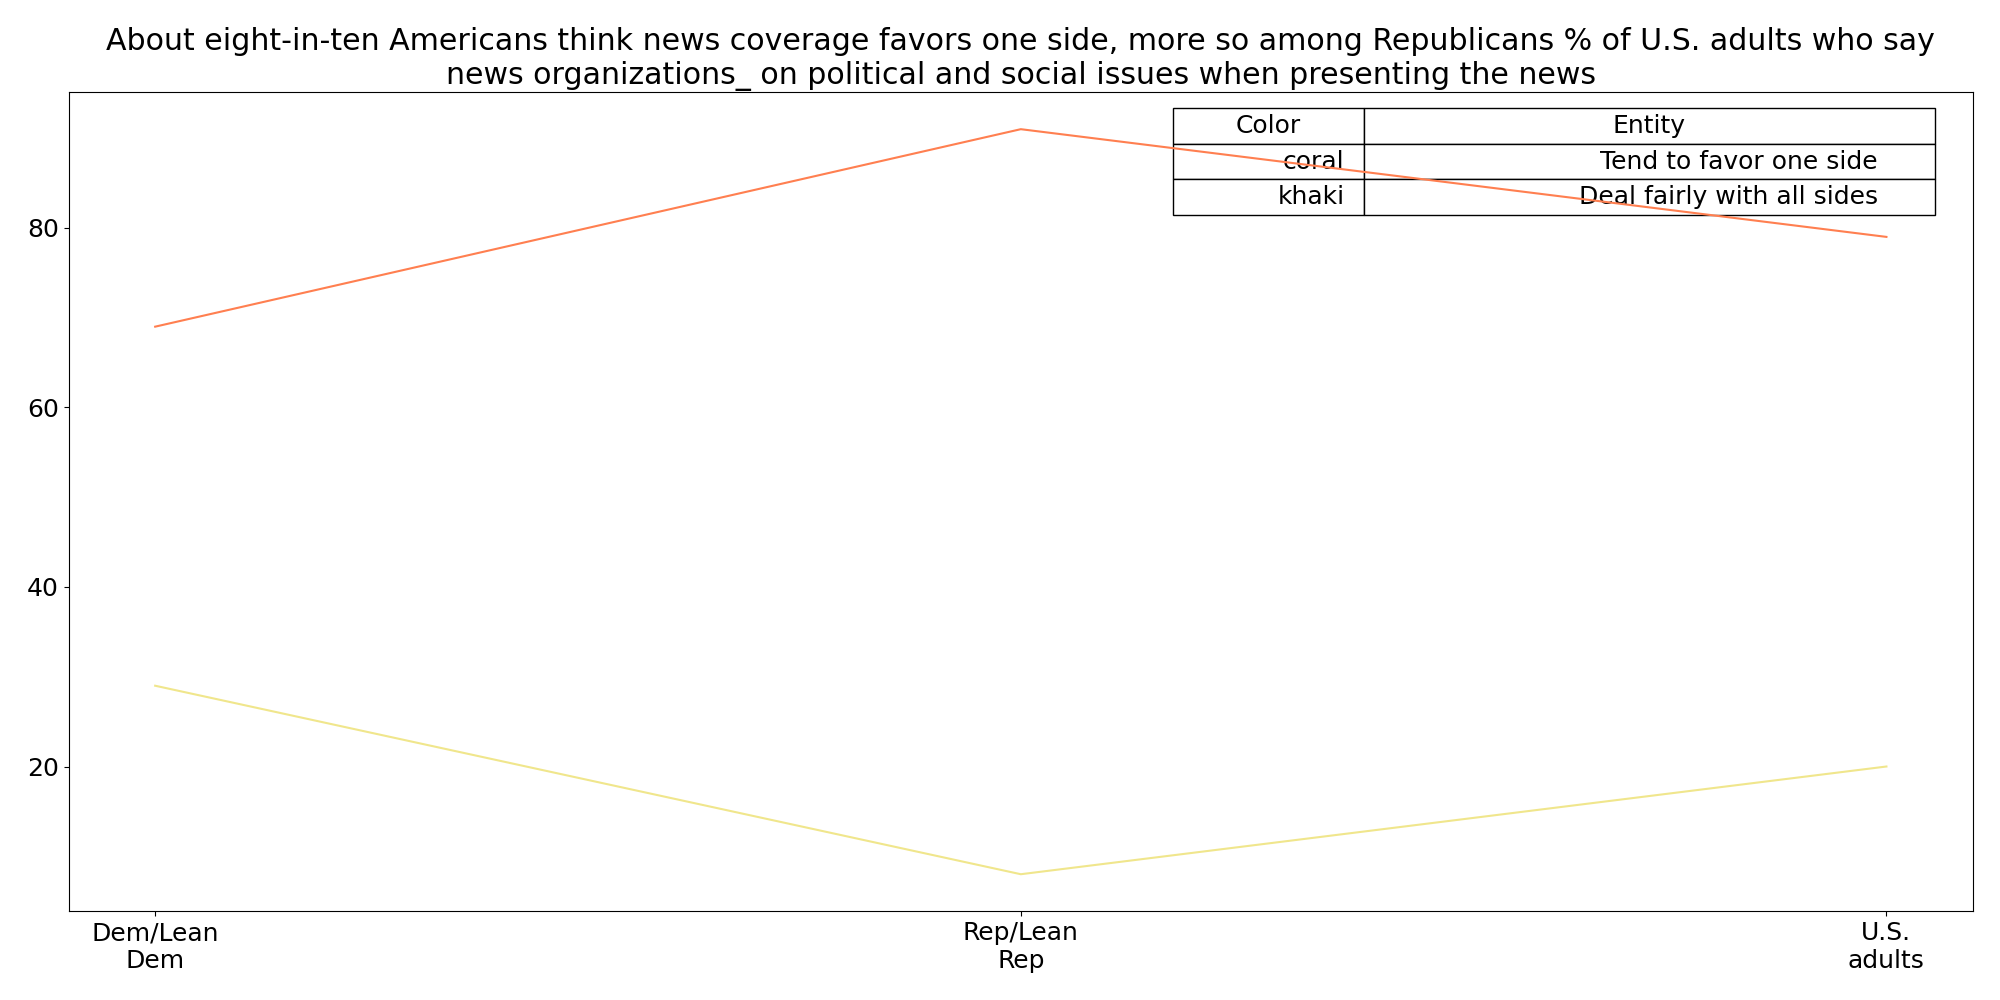 About eight-in-ten Americans think news coverage favors one side, more so among Republicans % of U.S. adults who say
news organizations_ on political and social issues when presenting the news
Color Entity
coral Tend to favor one side
khaki Deal fairly with all sides
80
60
40
20
Dem/Lean
Dem
Rep/Lean
Rep
U.S.
adults